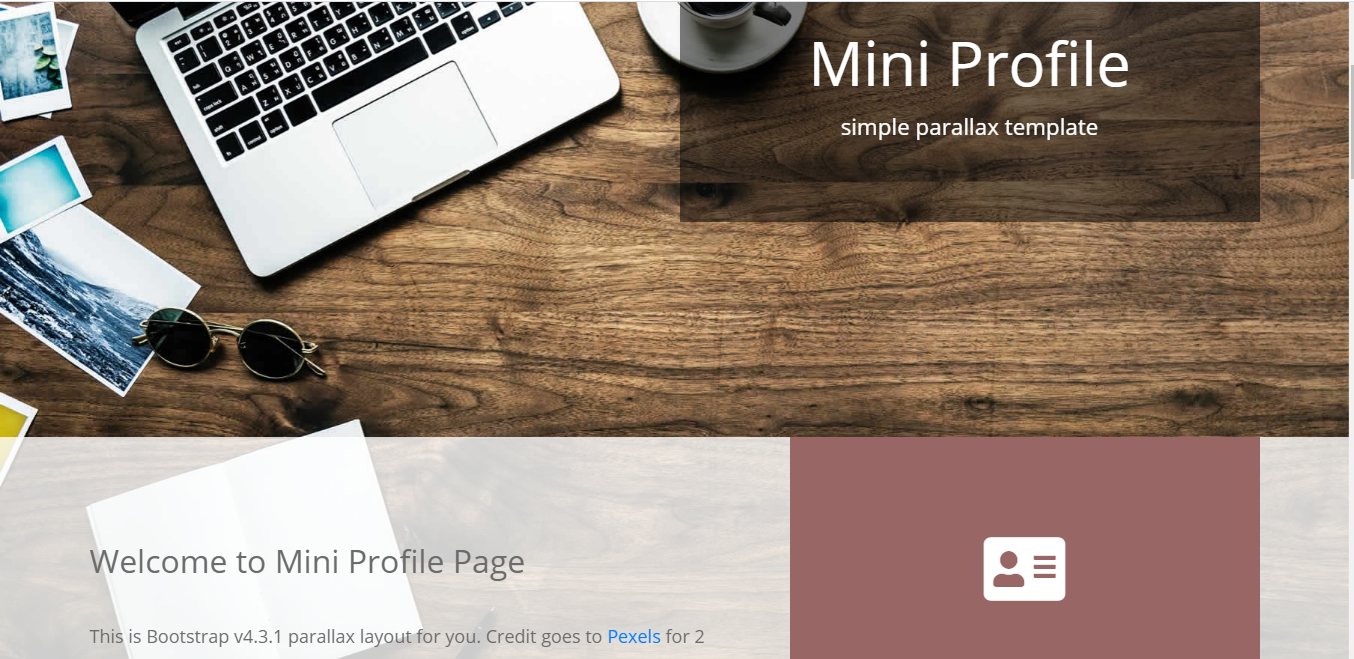 Mini Profile
simple parallax template
Welcome to Mini Profile Page
This is Bootstrap v4.3.1 parallax layout for you. Credit goes to Pexels for 2